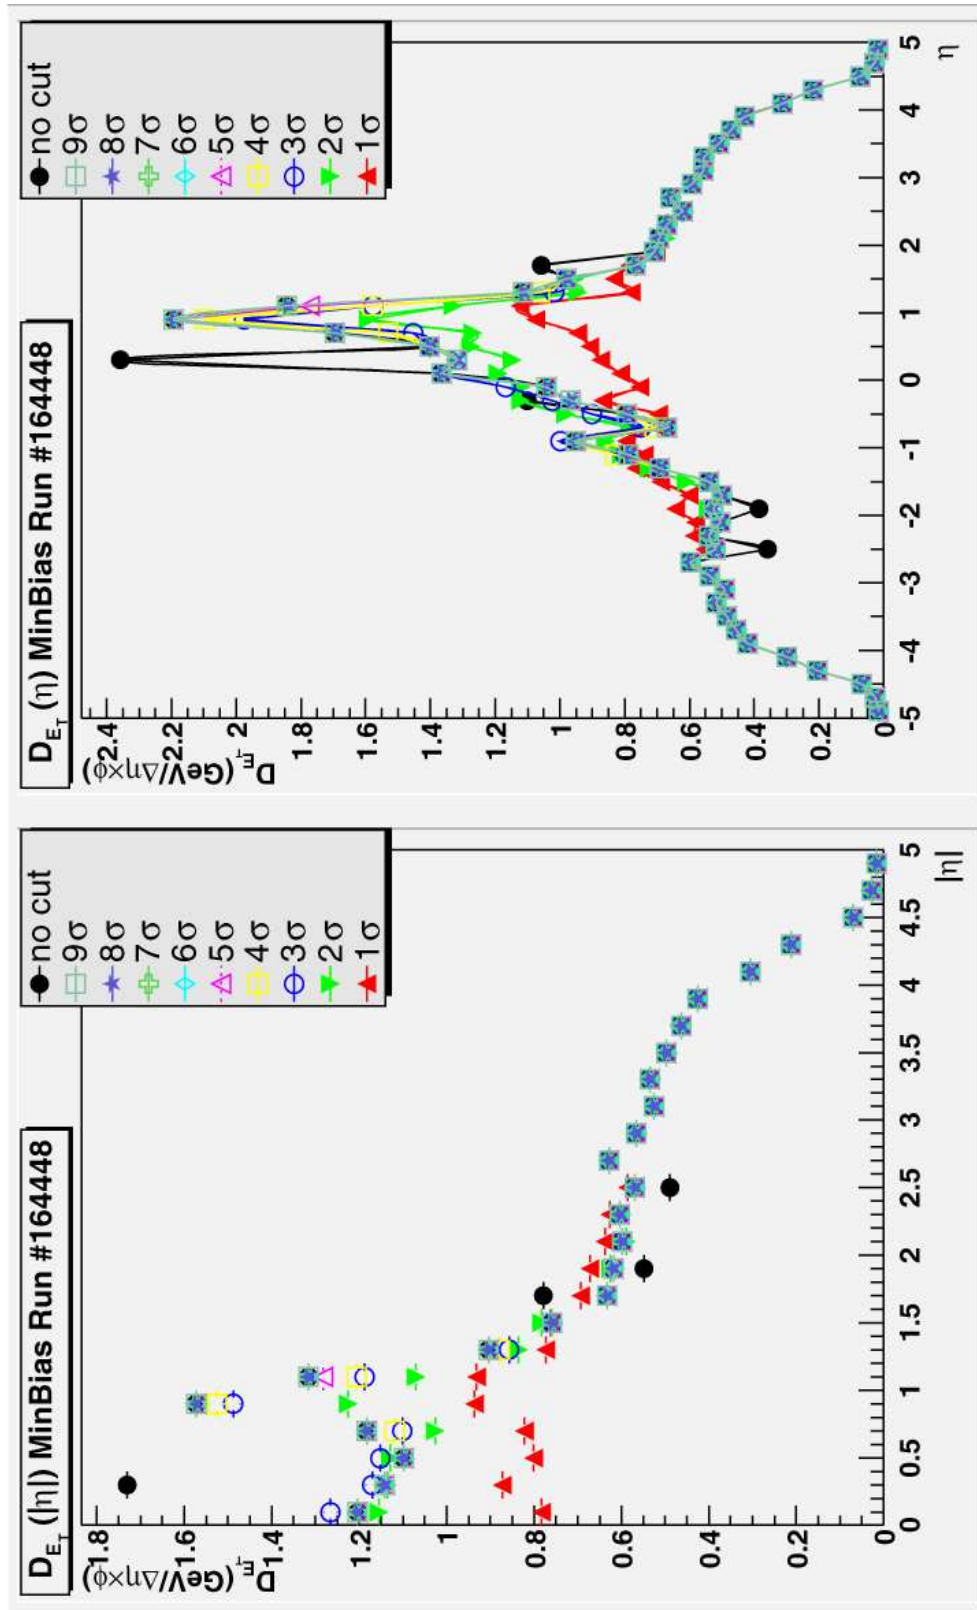 D_{E_T} (|η|) MinBias Run #164448
D_{E_T}(GeV/Δη×ϕ)
1.8
1.6
1.4
1.2
1
0.8
0.6
0.4
0.2
0
no cut
9σ
8σ
7σ
6σ
5σ
4σ
3σ
2σ
1σ
0 0.5 1 1.5 2 2.5 3 3.5 4 4.5 5
|η|
D_{E_T} (η) MinBias Run #164448
D_{E_T}(GeV/Δη×ϕ)
2.4
2.2
2
1.8
1.6
1.4
1.2
1
0.8
0.6
0.4
0.2
0
no cut
9σ
8σ
7σ
6σ
5σ
4σ
3σ
2σ
1σ
-5 -4 -3 -2 -1 0 1 2 3 4 5
η